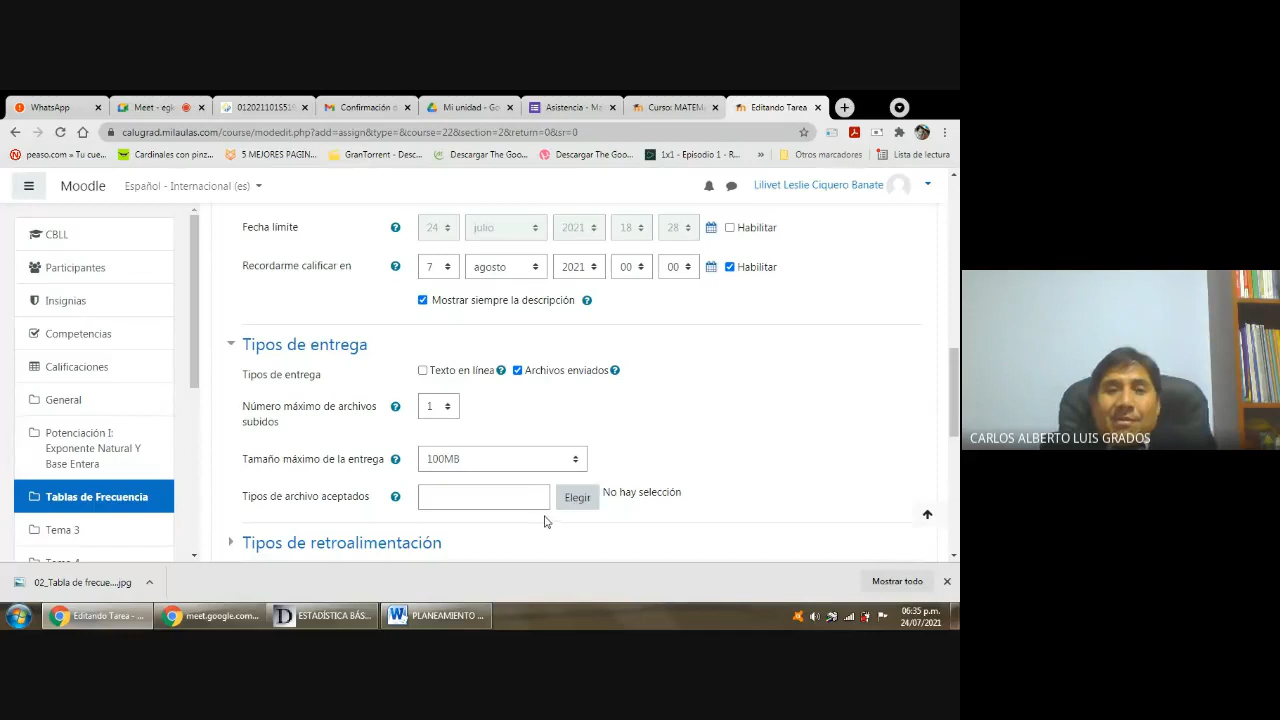 WhatsApp
Meet - egk
012021101S519
Confirmación o
Mi unidad - Go
Asistencia - Ma
Curso: MATEM
Editando Tarea
calugrad.milaulas.com/course/modedit.php?add=assign&type=&course=22&section=2&return=0&sr=0
peaso.com » Tu cue...
Cardinales con pinz...
5 MEJORES PAGIN...
GranTorrent - Desc...
Descargar The Goo...
Descargar The Goo...
1x1 - Episodio 1 - R...
»
Otros marcadores
Lista de lectura
Moodle
Español - Internacional (es)
Lilivet Leslie Ciquero Banate
CBLL
Participantes
Insignias
Competencias
Calificaciones
General
Potenciación I:
Exponente Natural Y
Base Entera
Tablas de Frecuencia
Tema 3
Fecha límite
24 julio 2021 18 28 Habilitar
Recordarme calificar en
7 agosto 2021 00 00 Habilitar
Mostrar siempre la descripción
Tipos de entrega
Tipos de entrega
Texto en línea Archivos enviados
Número máximo de archivos
subidos
1
Tamaño máximo de la entrega
100MB
Tipos de archivo aceptados
Elegir No hay selección
Tipos de retroalimentación
CARLOS ALBERTO LUIS GRADOS
02_Tabla de frecue....jpg
Mostrar todo
Editando Tarea - ...
meet.google.com...
ESTADÍSTICA BÁS...
PLANEAMIENTO ...
06:35 p.m.
24/07/2021